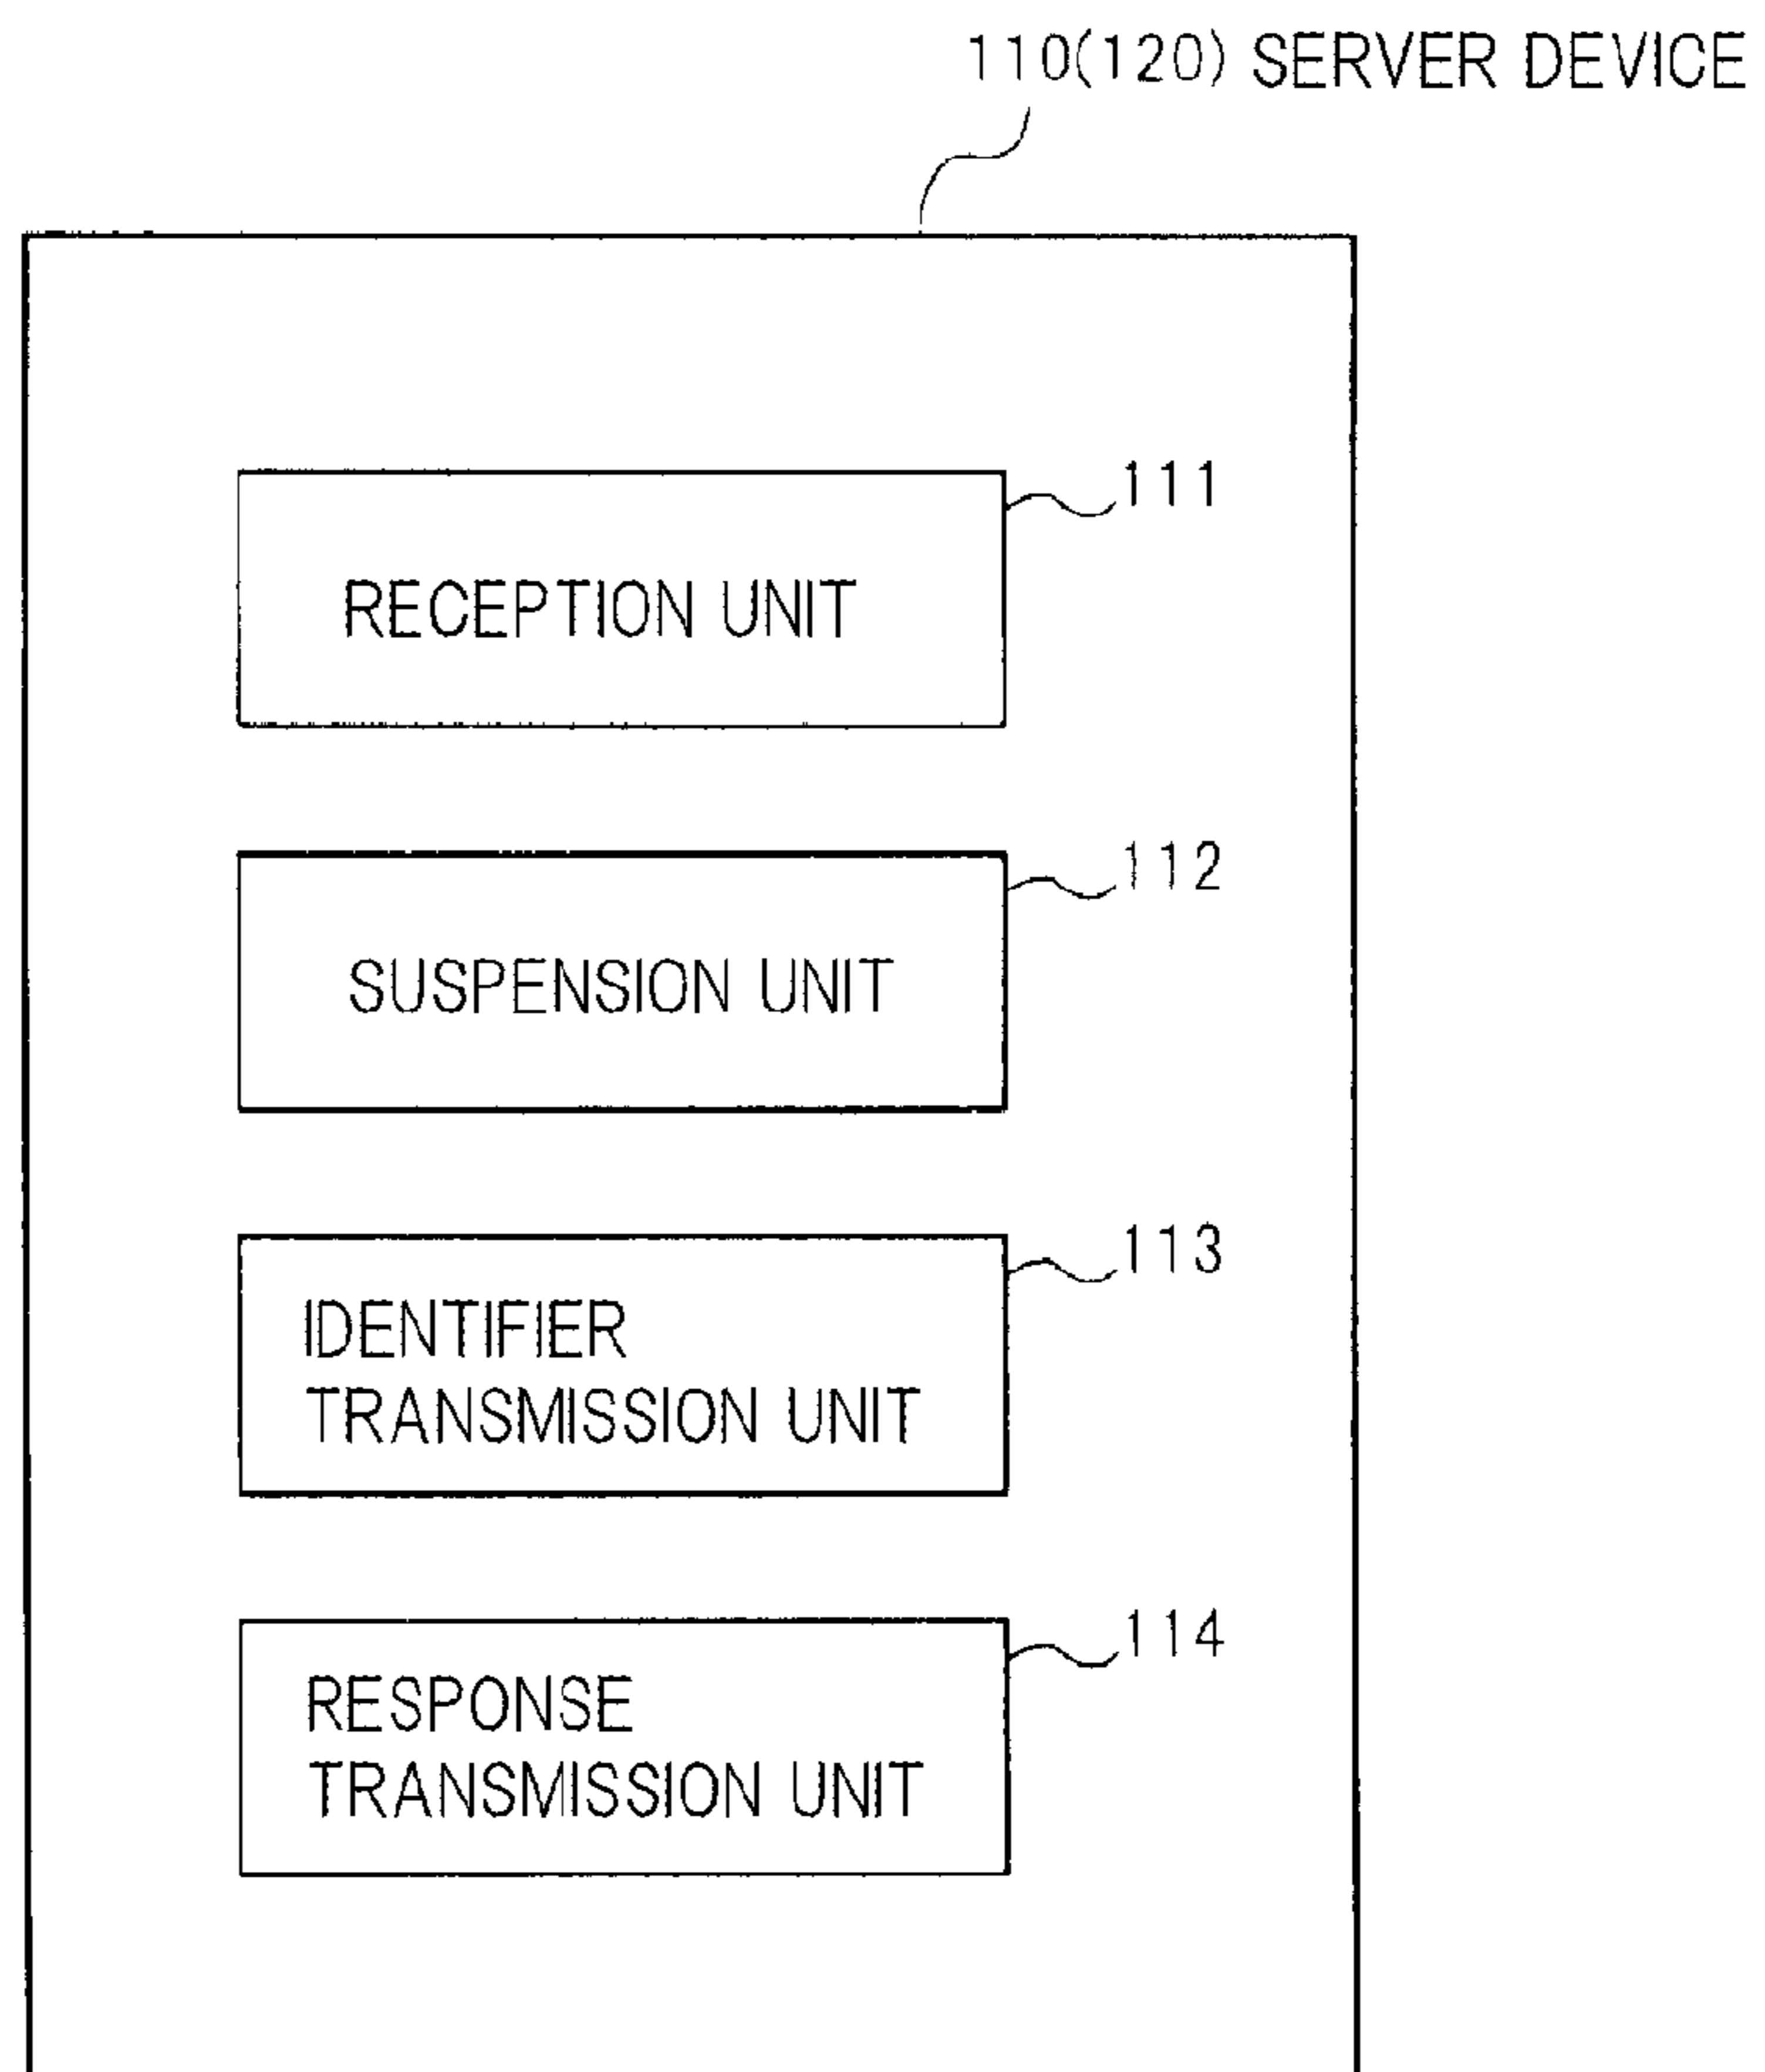 110(120) SERVER DEVICE
111
RECEPTION UNIT
112
SUSPENSION UNIT
113
IDENTIFIER
TRANSMISSION UNIT
114
RESPONSE
TRANSMISSION UNIT